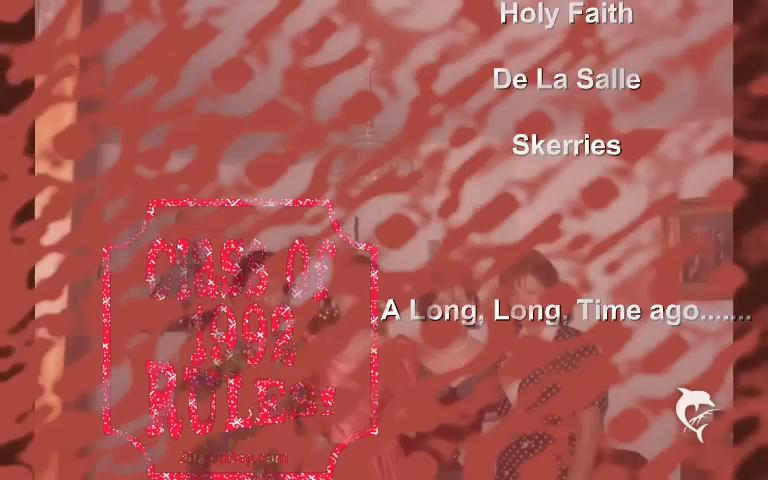 Holy Faith
De La Salle
Skerries
A Long, Long, Time ago.......
Class of
1992
RULES!